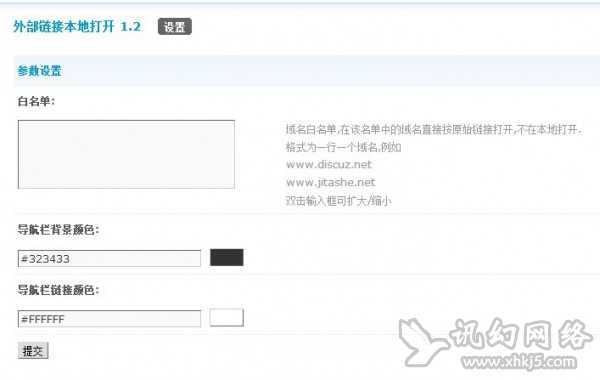 外部链接本地打开 1.2 设置
参数设置
白名单:
域名白名单,在该名单中的域名直接按原始链接打开,不在本地打开.
格式为一行一个域名,例如
www.discuz.net
www.jitashe.net
双击输入框可扩大/缩小
导航栏背景颜色:
#323433
导航栏链接颜色:
#FFFFFF
提交
讯幻网络
www.xhkj5.com